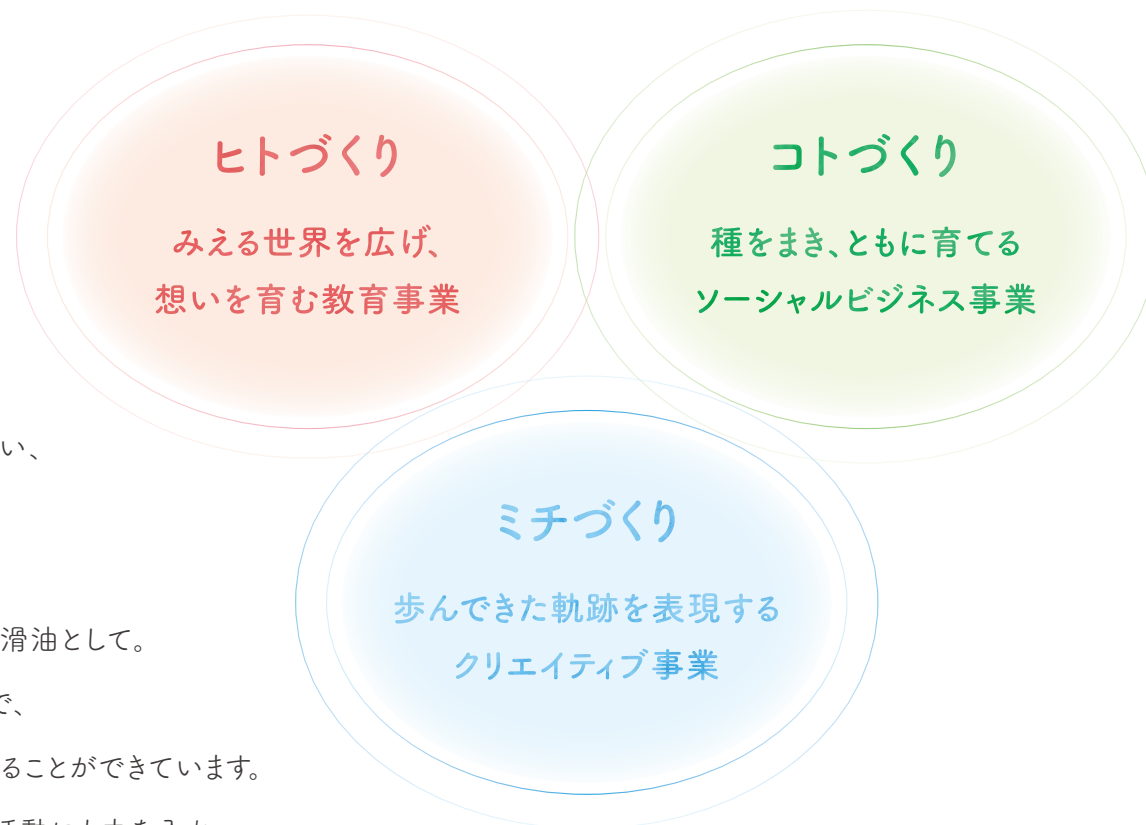 ヒトづくり
みえる世界を広げ、
想いを育む教育事業
コトづくり
種をまき、ともに育てる
ソーシャルビジネス事業
ミチづくり
歩んできた軌跡を表現する
クリエイティブ事業
い、
滑油として。
で、
ることができています。